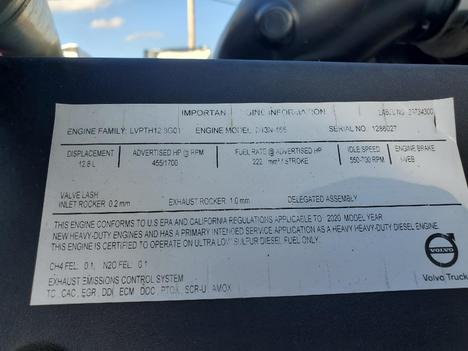 IMPORTANT ENGINE INFORMATION
LABEL NO.
ENGINE FAMILY: LVPTH12.8G01 ENGINE MODEL: SERIAL NO: 1286027
DISPLACEMENT ADVERTISED HP @ RPM FUEL RATE @ ADVERTISED HP IDLE SPEED ENGINE BRAKE
12.8 L 455/1700 222 mm³/STROKE 550-700 RPM
VALVE LASH
INLET ROCKER 0.2 mm EXHAUST ROCKER 1.0 mm DELEGATED ASSEMBLY
THIS ENGINE CONFORMS TO U.S EPA AND CALIFORNIA REGULATIONS APPLICABLE TO 2020 MODEL YEAR
NEW HEAVY-DUTY ENGINES AND HAS A PRIMARY INTENDED SERVICE APPLICATION AS A HEAVY HEAVY-DUTY DIESEL ENGINE.
THIS ENGINE IS CERTIFIED TO OPERATE ON ULTRA LOW SULFUR DIESEL FUEL ONLY.
CH4 FEL: 0.1, N2O FEL: 0.1
EXHAUST EMISSIONS CONTROL SYSTEM
TC, CAC, EGR, DDI, ECM, DOC, PTOX, SCR-U, AMOX
VOLVO
Volvo Truck